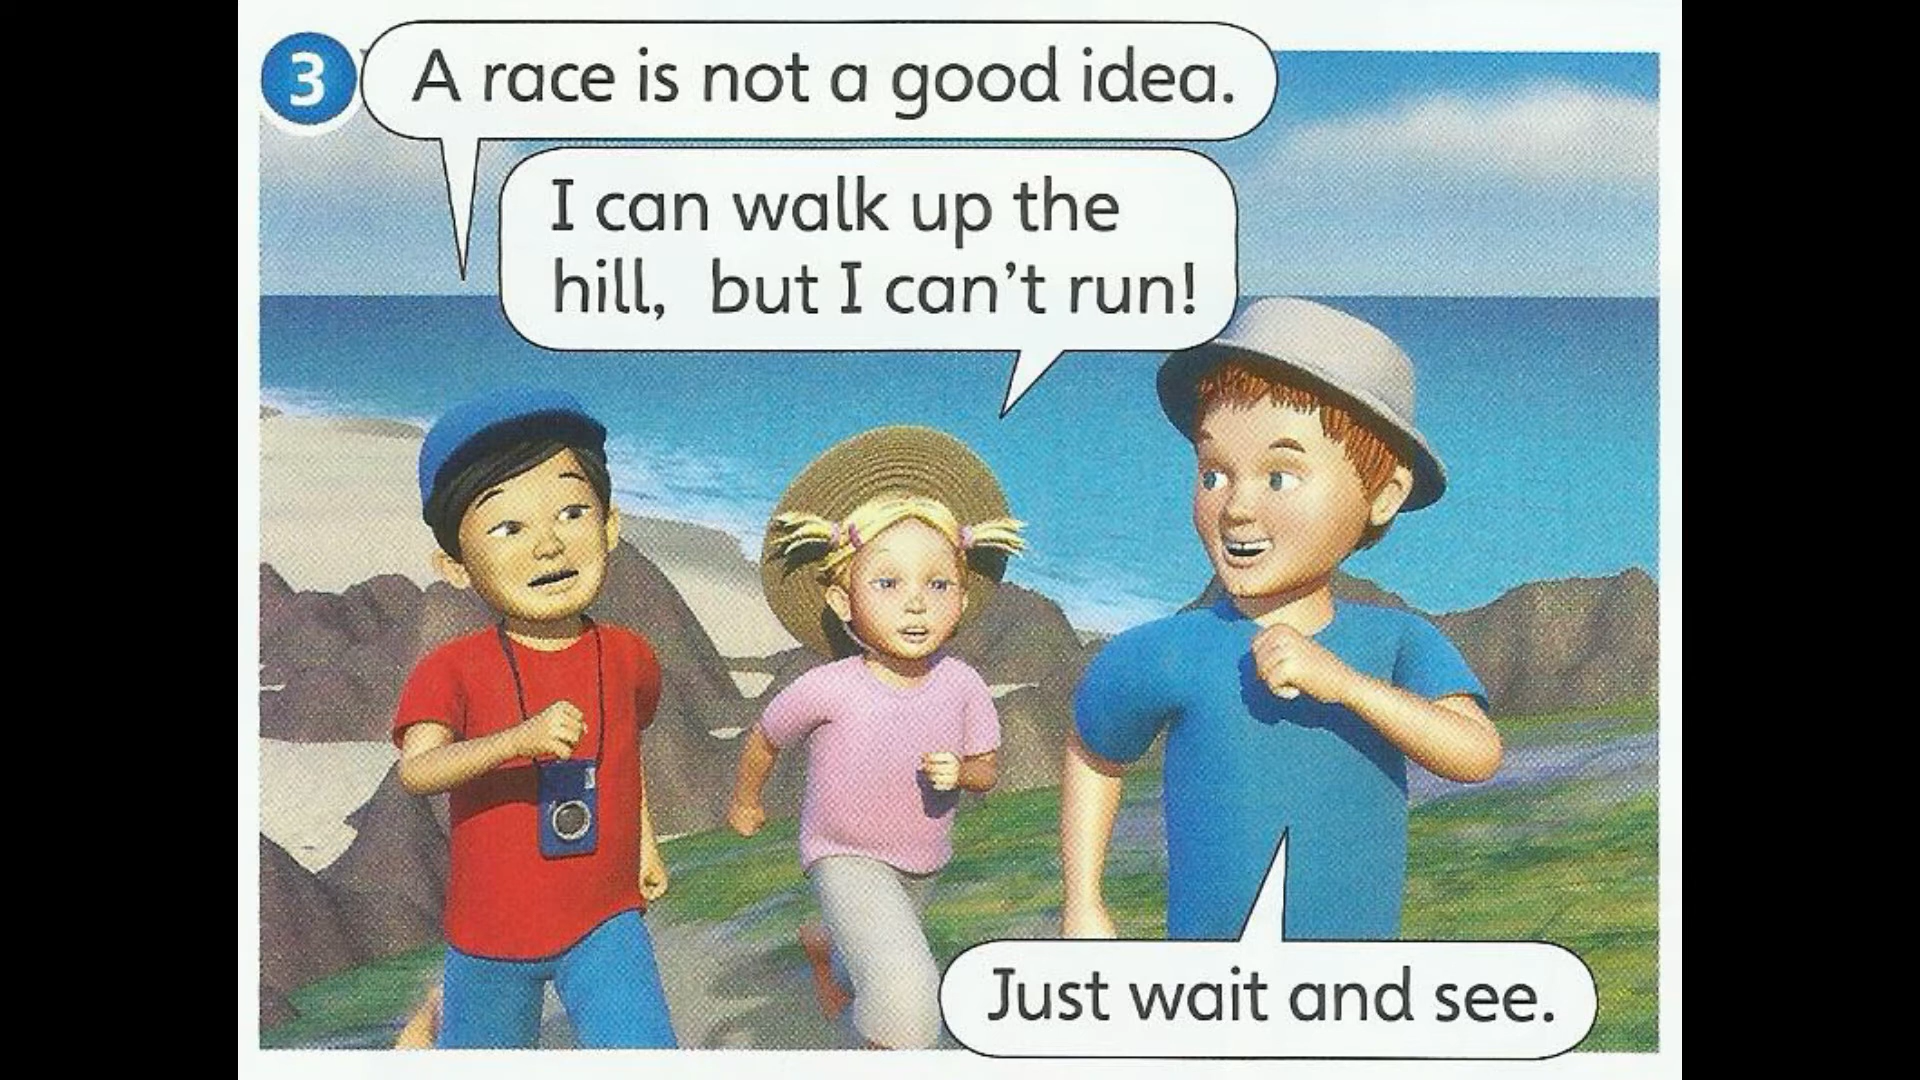 3
A race is not a good idea.
I can walk up the
hill, but I can't run!
Just wait and see.